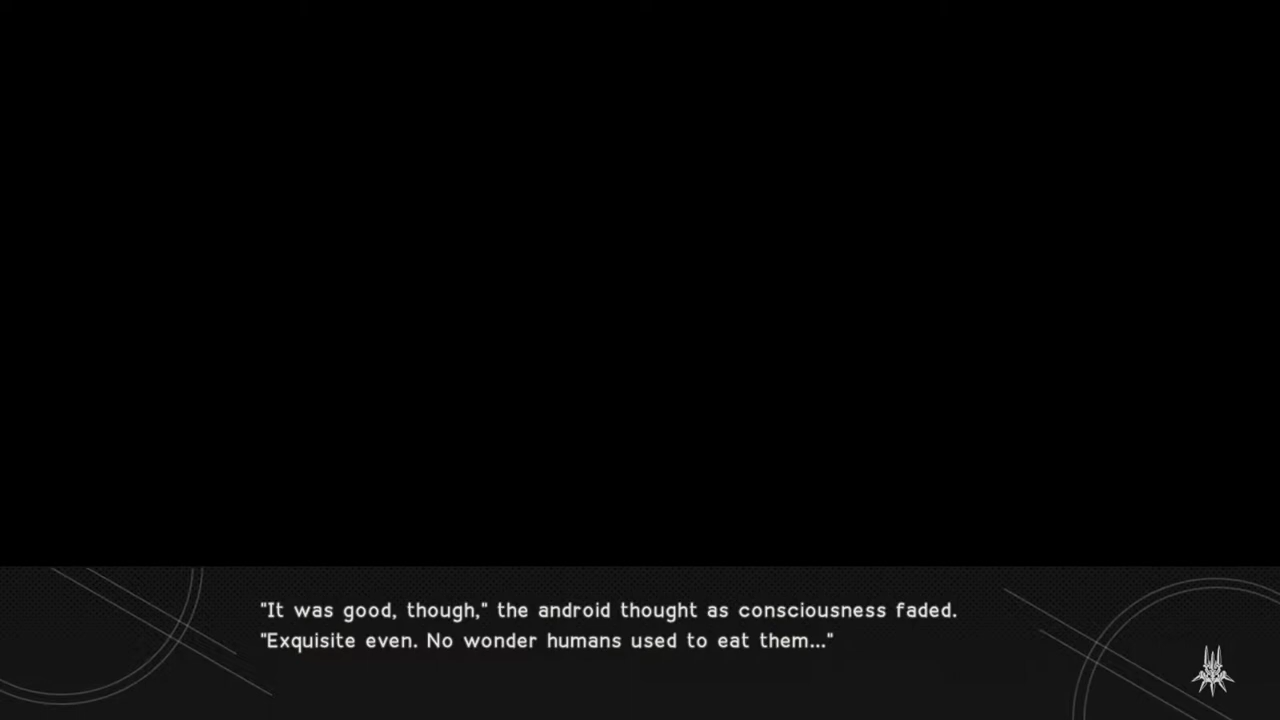 "It was good, though," the android thought as consciousness faded.
"Exquisite even. No wonder humans used to eat them..."